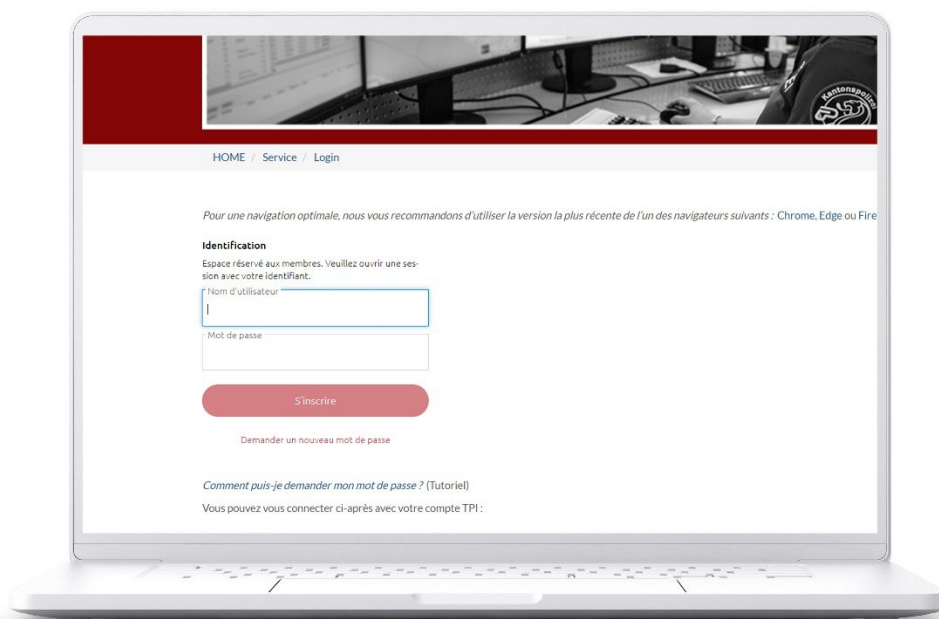 Kantonspolizei
HOME / Service / Login
Pour une navigation optimale, nous vous recommandons d'utiliser la version la plus récente de l'un des navigateurs suivants : Chrome, Edge ou Fire
Identification
Espace réservé aux membres. Veuillez ouvrir une ses-
sion avec votre identifiant.
Nom d'utilisateur
Mot de passe
S'inscrire
Demander un nouveau mot de passe
Comment puis-je demander mon mot de passe ? (Tutoriel)
Vous pouvez vous connecter ci-après avec votre compte TPI :